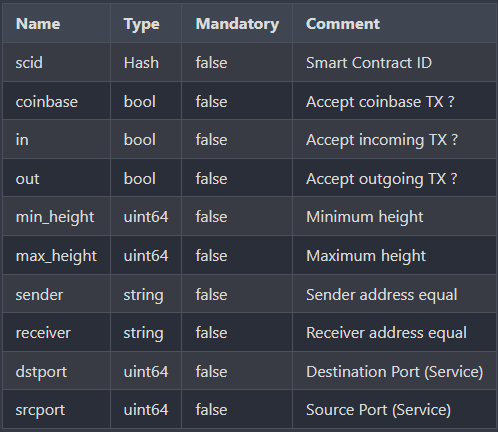 Name Type Mandatory Comment
scid Hash false Smart Contract ID
coinbase bool false Accept coinbase TX ?
in bool false Accept incoming TX ?
out bool false Accept outgoing TX ?
min_height uint64 false Minimum height
max_height uint64 false Maximum height
sender string false Sender address equal
receiver string false Receiver address equal
dstport uint64 false Destination Port (Service)
srcport uint64 false Source Port (Service)